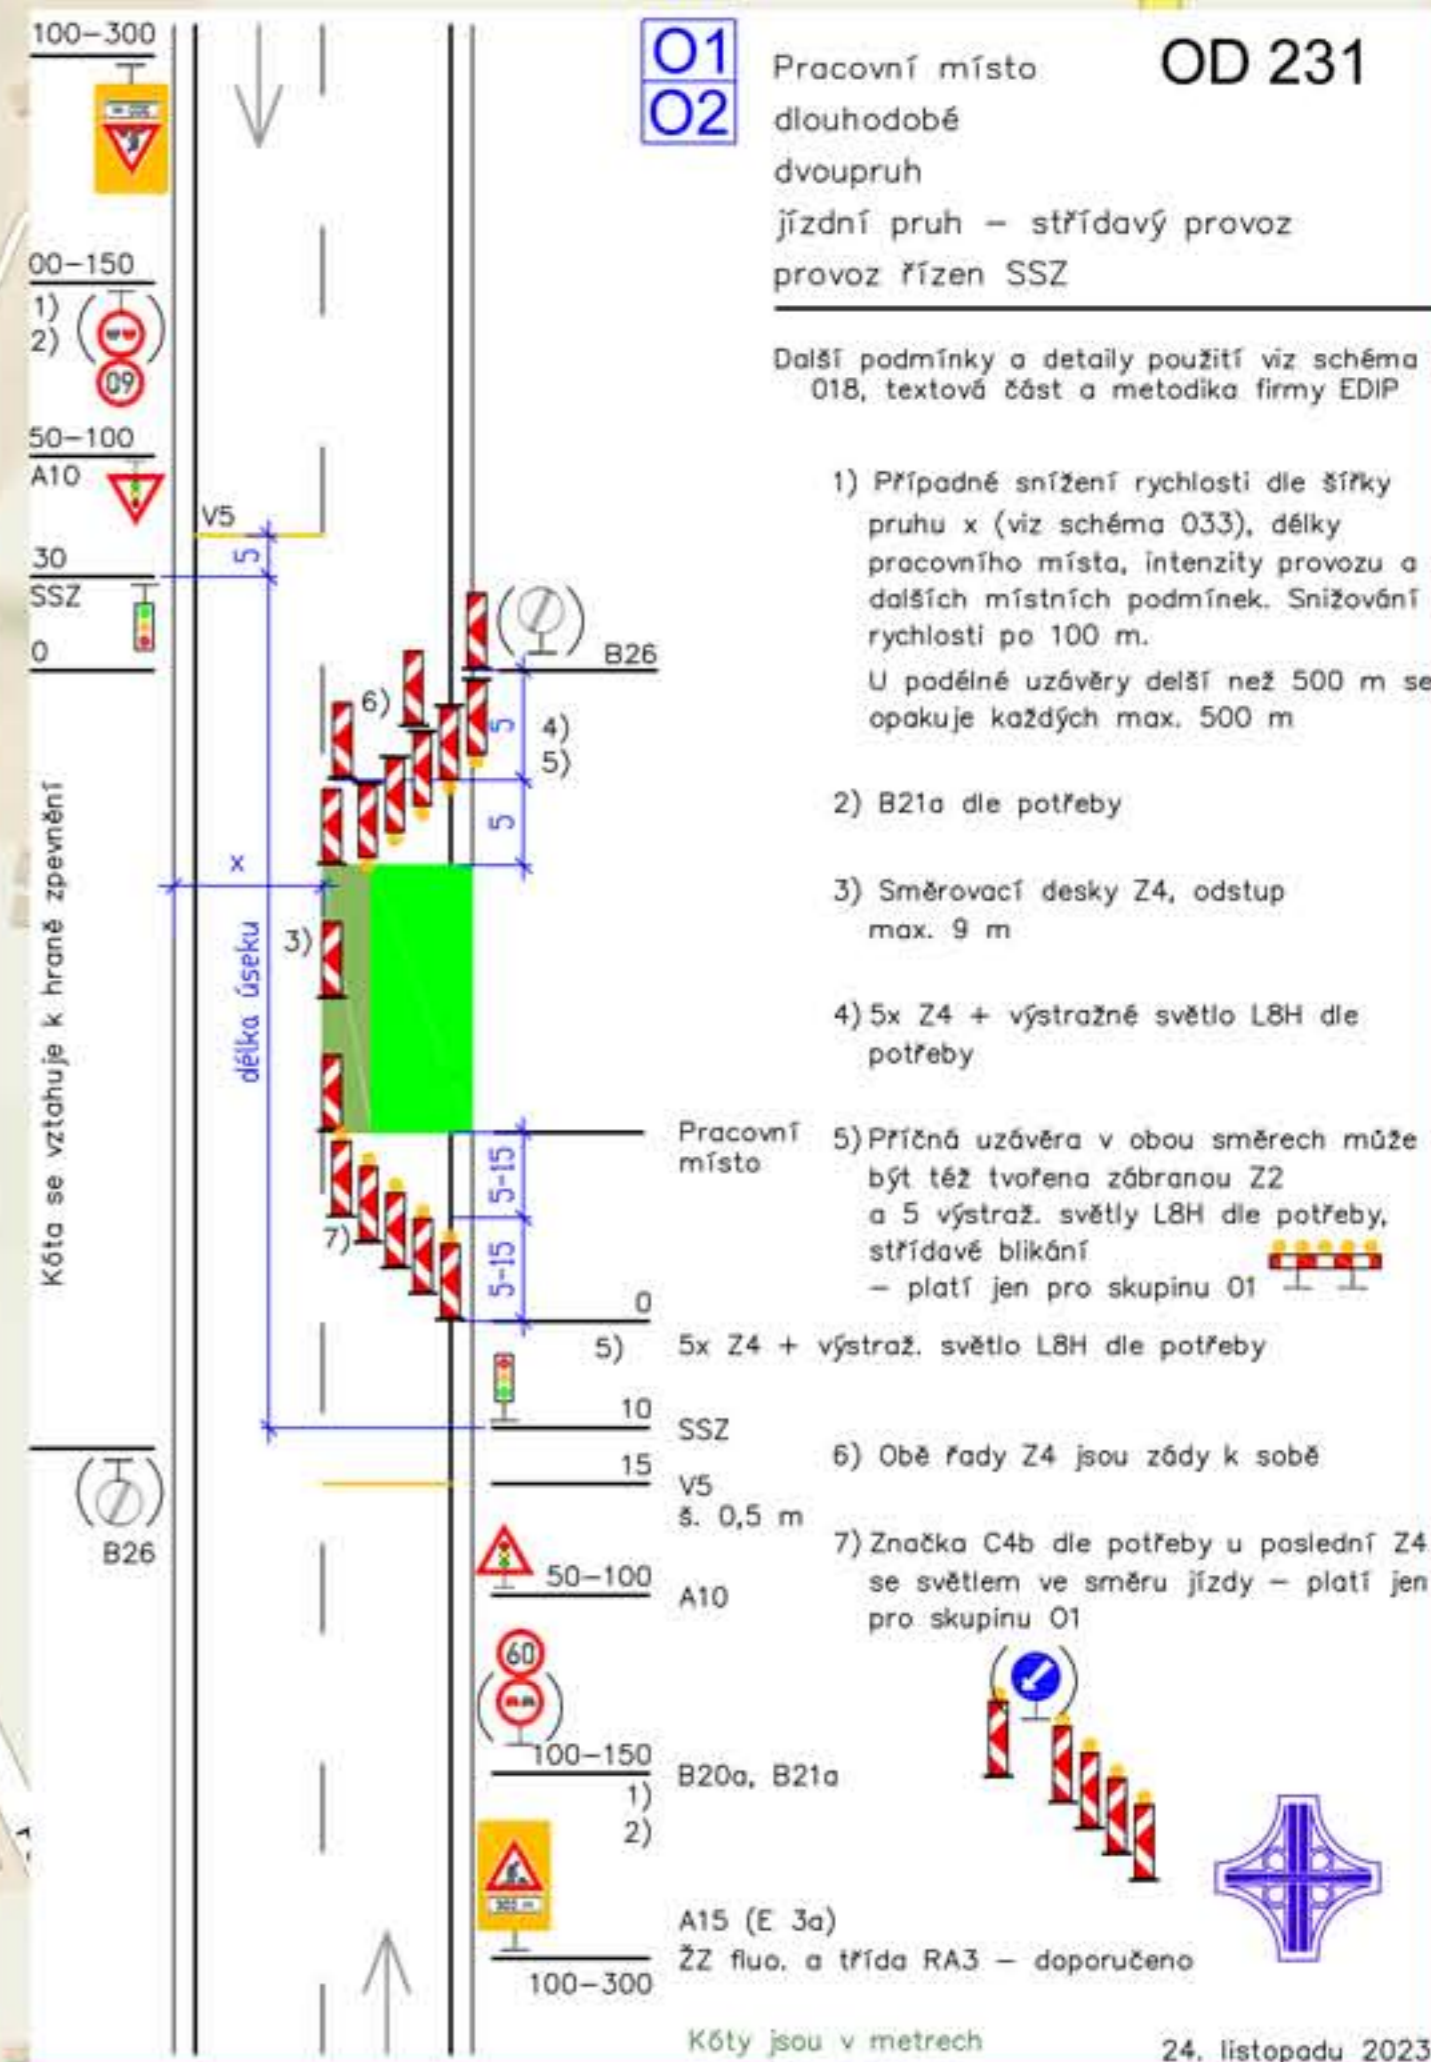 O1
O2
OD 231
Pracovní místo
dlouhodobé
dvoupruh
jízdní pruh – střídavý provoz
provoz řízen SSZ
Další podmínky a detaily použití viz schéma
018, textová část a metodika firmy EDIP
1) Případné snížení rychlosti dle šířky
pruhu x (viz schéma 033), délky
pracovního místa, intenzity provozu a
dalších místních podmínek. Snižování
rychlosti po 100 m.
U podélné uzávěry delší než 500 m se
opakuje každých max. 500 m
2) B21a dle potřeby
3) Směrovací desky Z4, odstup
max. 9 m
4) 5x Z4 + výstražné světlo L8H dle
potřeby
5) Příčná uzávěra v obou směrech může
být též tvořena zábranou Z2
a 5 výstraž. světly L8H dle potřeby,
střídavé blikání
– platí jen pro skupinu O1
5x Z4 + výstraž. světlo L8H dle potřeby
6) Obě řady Z4 jsou zády k sobě
7) Značka C4b dle potřeby u poslední Z4
se světlem ve směru jízdy – platí jen
pro skupinu O1
100–300
00–150
1)
2)
60
50–100
A10
V5
5
30
SSZ
0
B26
6)
5
4)
5)
5
x
3)
délka úseku
Kóta se vztahuje k hraně zpevnění
Pracovní
místo
5-15
7)
5-15
0
5)
10
SSZ
15
V5
š. 0,5 m
B26
50–100
A10
60
100–150
B20a, B21a
1)
2)
300 m
A15 (E 3a)
ŽZ fluo. a třída RA3 – doporučeno
100–300
Kóty jsou v metrech
24. listopadu 2023